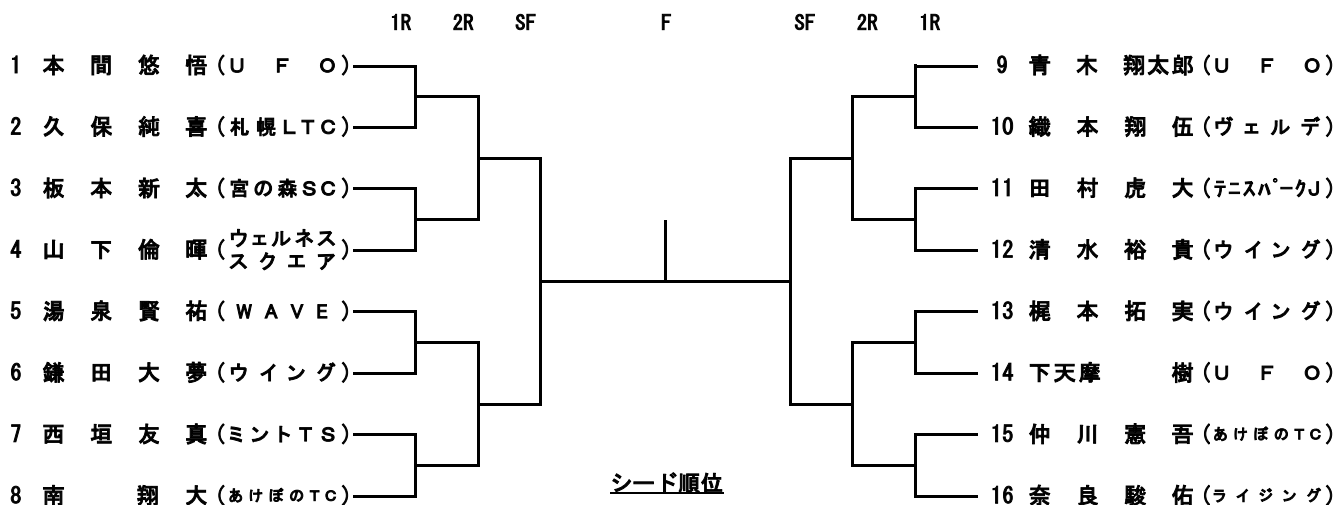 1R 2R SF F SF 2R 1R
1 本間悠悟(UFO) 9 青木翔太郎(UFO)
2 久保純喜(札幌LTC) 10 織本翔伍(ヴェルデ)
3 板本新太(宮の森SC) 11 田村虎大(テニスパークJ)
4 山下倫暉(ウェルネススクエア) 12 清水裕貴(ウイング)
5 湯泉賢祐(WAVE) 13 梶本拓実(ウイング)
6 鎌田大夢(ウイング) 14 下天摩樹(UFO)
7 西垣友真(ミントTS) 15 仲川憲吾(あけぼのTC)
8 南翔大(あけぼのTC) 16 奈良駿佑(ライジング)
シード順位